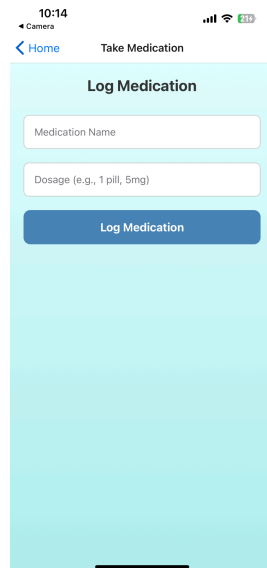 10:14
◀ Camera
Home
Take Medication
Log Medication
Medication Name
Dosage (e.g., 1 pill, 5mg)
Log Medication